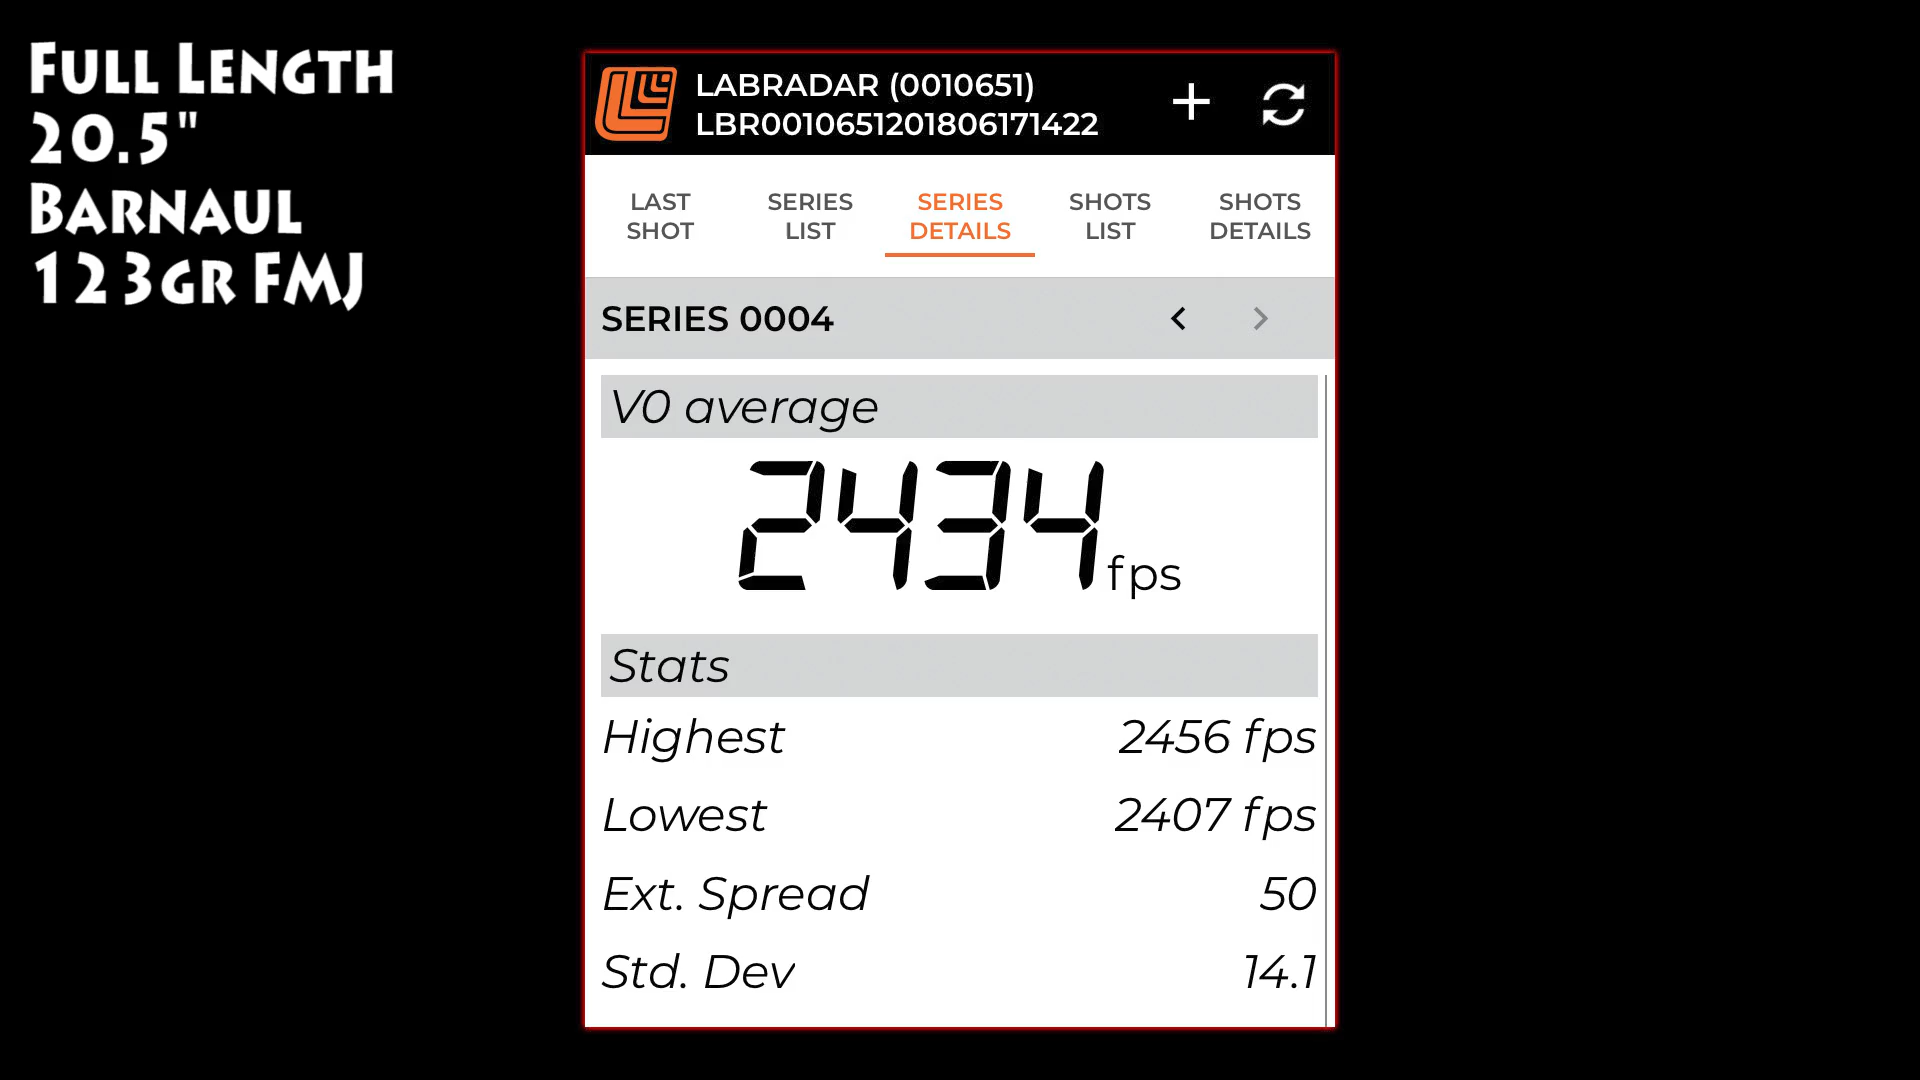 Full Length
20.5"
Barnaul
123gr FMJ
LABRADAR (0010651)
LBR0010651201806171422
LAST SHOT
SERIES LIST
SERIES DETAILS
SHOTS LIST
SHOTS DETAILS
SERIES 0004
V0 average
2434 fps
Stats
Highest 2456 fps
Lowest 2407 fps
Ext. Spread 50
Std. Dev 14.1